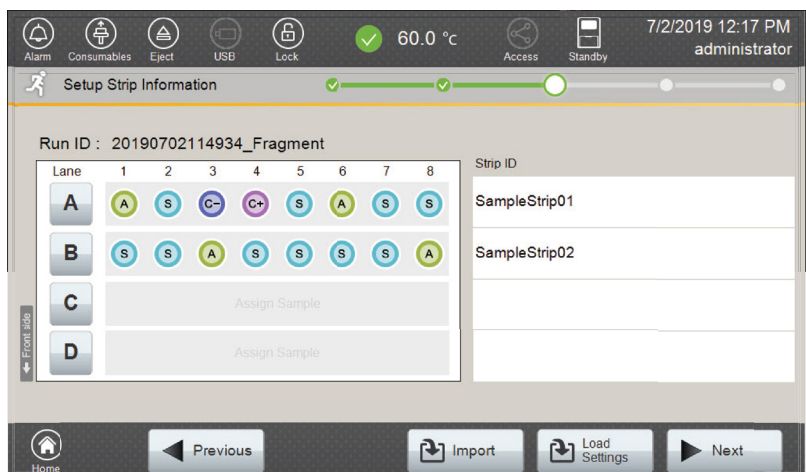 7/2/2019 12:17 PM
60.0 °C
administrator
Alarm Consumables Eject USB Lock Access Standby
Setup Strip Information
Run ID : 20190702114934_Fragment
Strip ID
Lane 1 2 3 4 5 6 7 8
A A S C- C+ S A S S SampleStrip01
B S S A S S S S A SampleStrip02
C Assign Sample
D Assign Sample
Front side
Previous Import Load Settings Next
Home